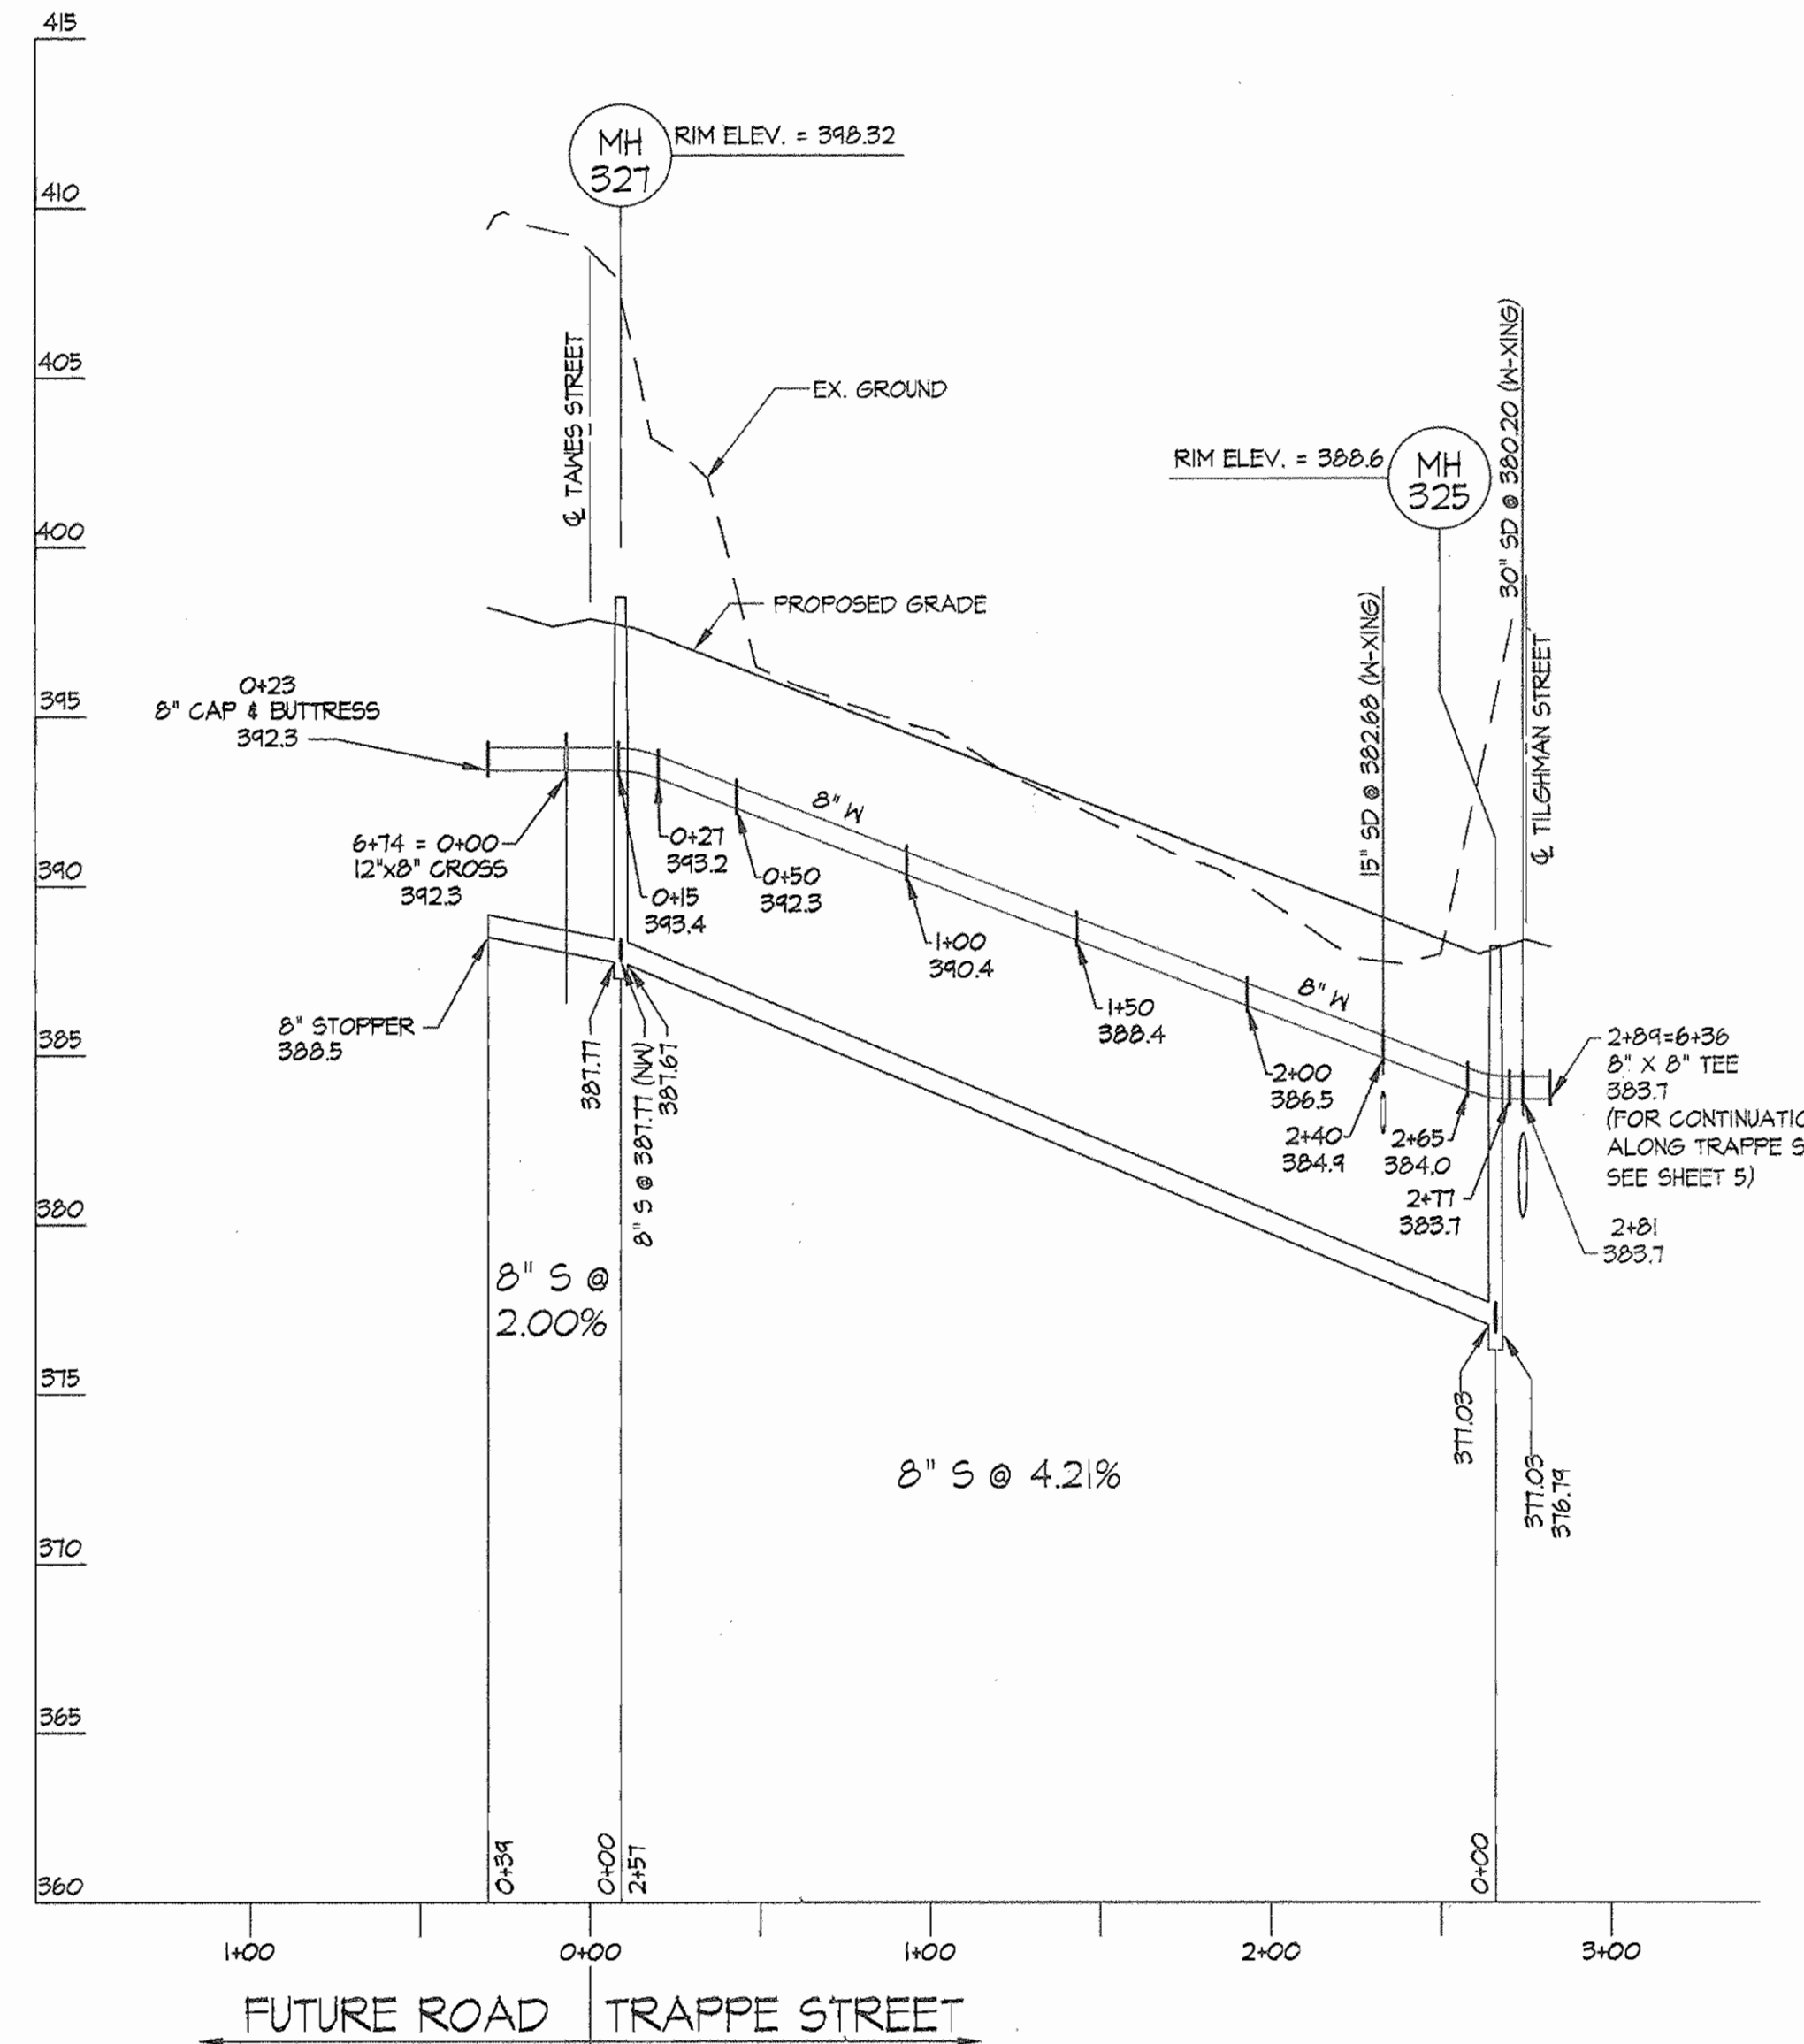 415
410
405
400
395
390
385
380
375
370
365
360
MH
327
RIM ELEV. = 398.32
℄ TAWES STREET
EX. GROUND
PROPOSED GRADE
RIM ELEV. = 388.6
MH
325
30" SD @ 380.20 (W-XING)
15" SD @ 382.68 (W-XING)
℄ TILGHMAN STREET
0+23
8" CAP & BUTTRESS
392.3
6+74 = 0+00
12"x8" CROSS
392.3
0+15
393.4
0+27
393.2
0+50
392.3
8" W
1+00
390.4
1+50
388.4
8" W
2+00
386.5
2+40
384.9
2+65
384.0
2+77
383.7
2+81
383.7
2+89=6+36
8" X 8" TEE
383.7
(FOR CONTINUATIO
ALONG TRAPPE S
SEE SHEET 5)
8" STOPPER
388.5
387.77
8" S @ 387.77 (NW)
387.67
8" S @
2.00%
8" S @ 4.21%
377.03
377.03
376.79
0+39
0+00
2+57
0+00
1+00
0+00
1+00
2+00
3+00
FUTURE ROAD
TRAPPE STREET